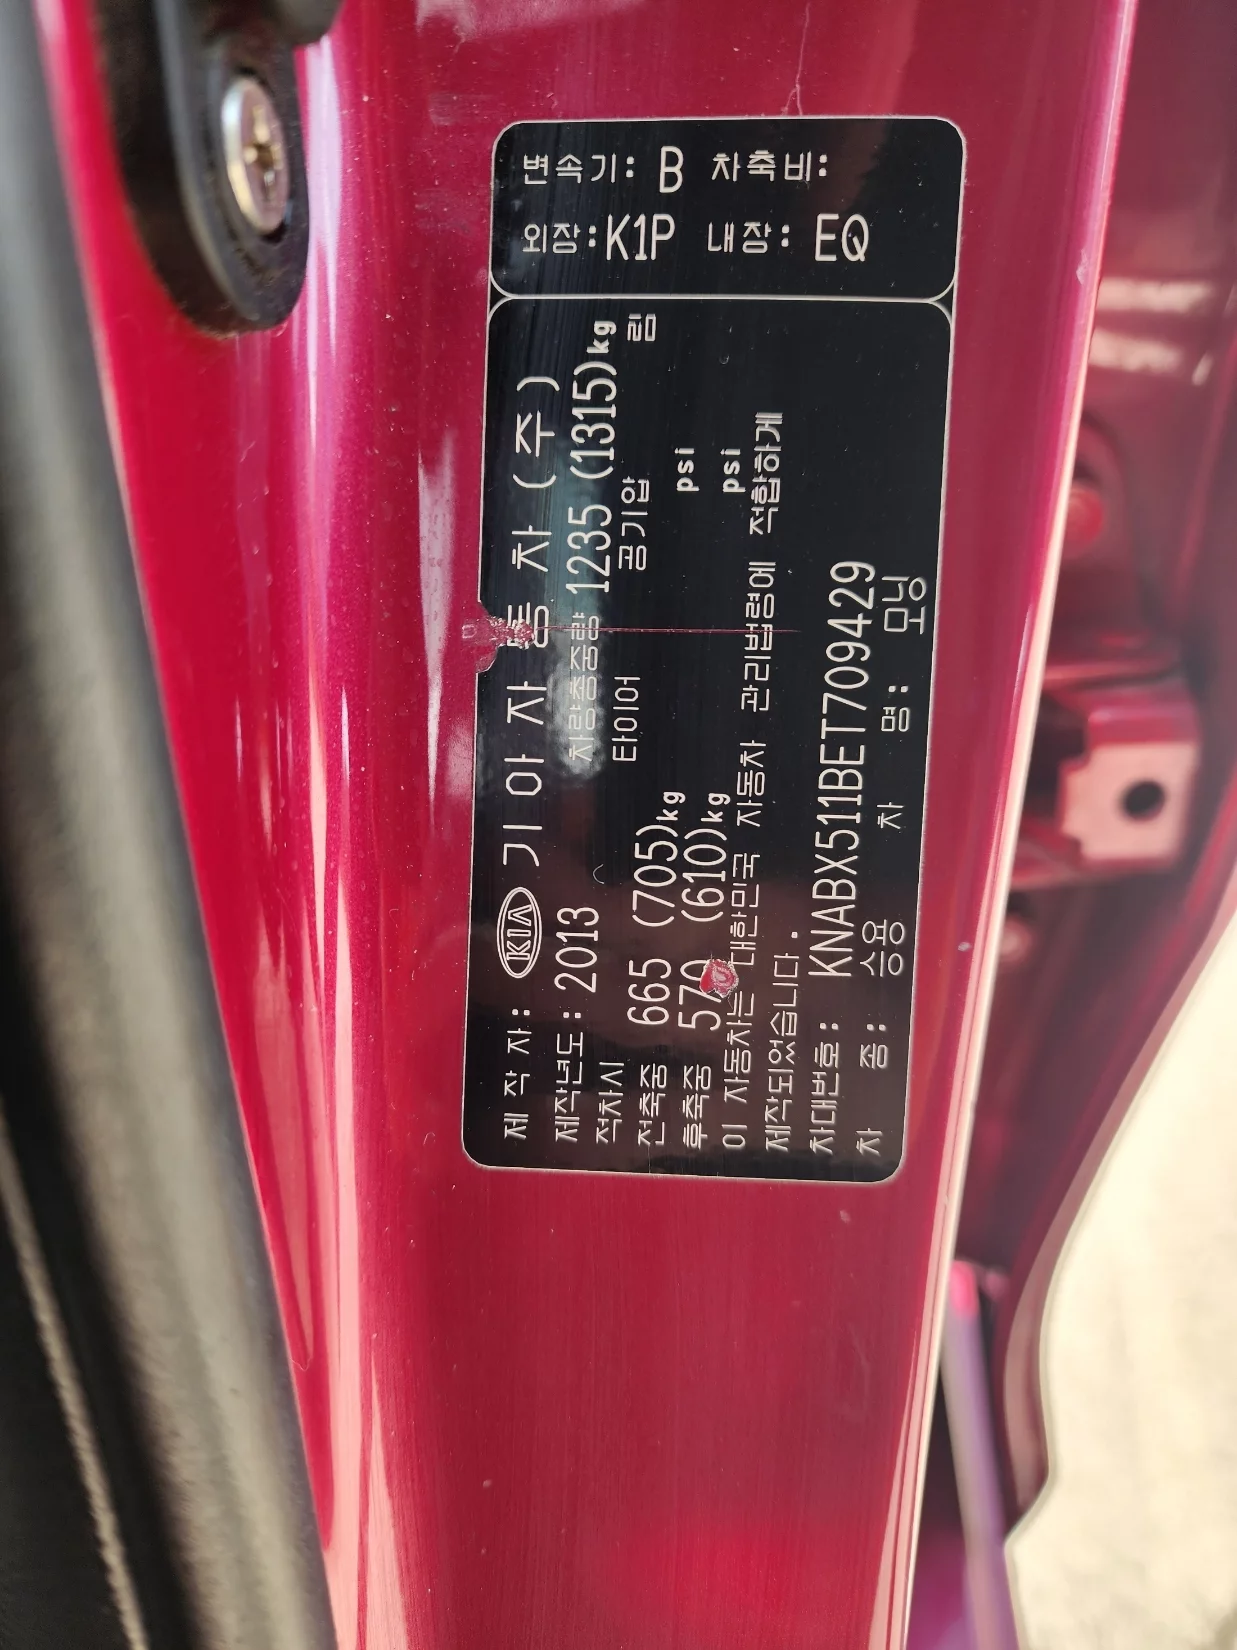 변속기: B 차축비:
외장: K1P 내장: EQ
제 작 자: KIA 기아자동차(주)
제작년도: 2013 차량총중량 1235 (1315)kg
적차시 타이어 공기압 림
전축중 665 (705)kg psi
후축중 570 (610)kg psi
이 자동차는 대한민국 자동차 관리법령에 적합하게
제작되었습니다.
차대번호: KNABX511BET709429
차 종: 승용 차 명: 모닝